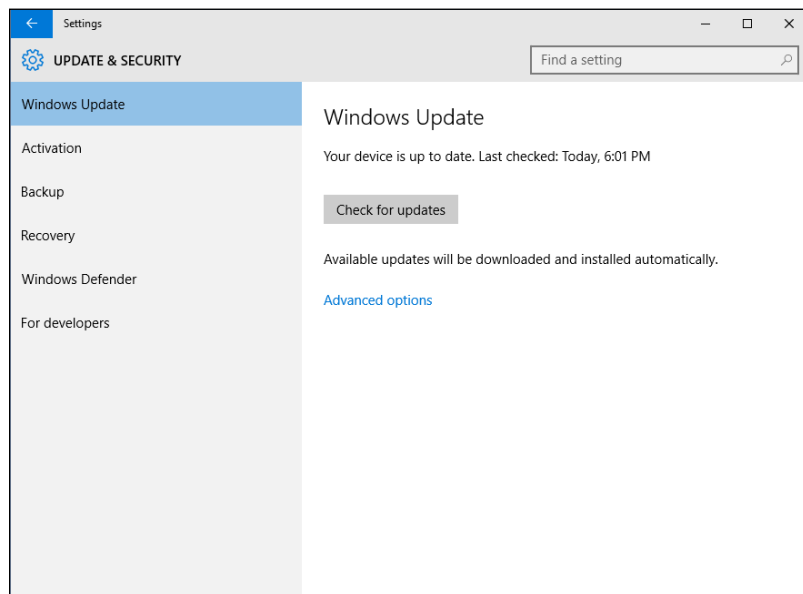 Settings
UPDATE & SECURITY
Find a setting
Windows Update
Activation
Backup
Recovery
Windows Defender
For developers
Windows Update
Your device is up to date. Last checked: Today, 6:01 PM
Check for updates
Available updates will be downloaded and installed automatically.
Advanced options